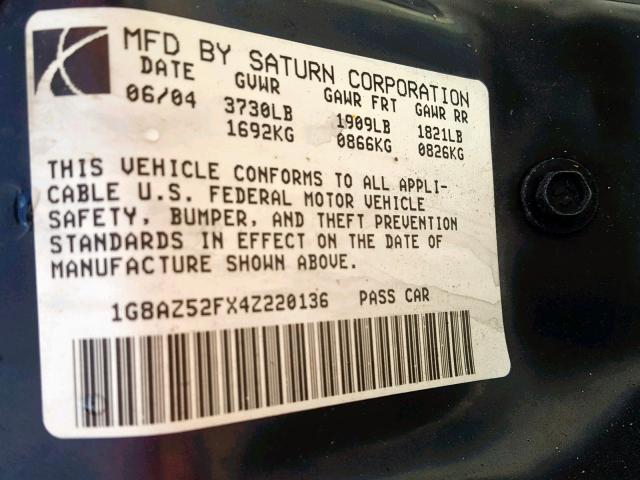 MFD BY SATURN CORPORATION
DATE GVWR GAWR FRT GAWR RR
06/04 3730LB 1909LB 1821LB
1692KG 0866KG 0826KG
THIS VEHICLE CONFORMS TO ALL APPLI-
CABLE U.S. FEDERAL MOTOR VEHICLE
SAFETY, BUMPER, AND THEFT PREVENTION
STANDARDS IN EFFECT ON THE DATE OF
MANUFACTURE SHOWN ABOVE.
1G8AZ52FX4Z220136 PASS CAR